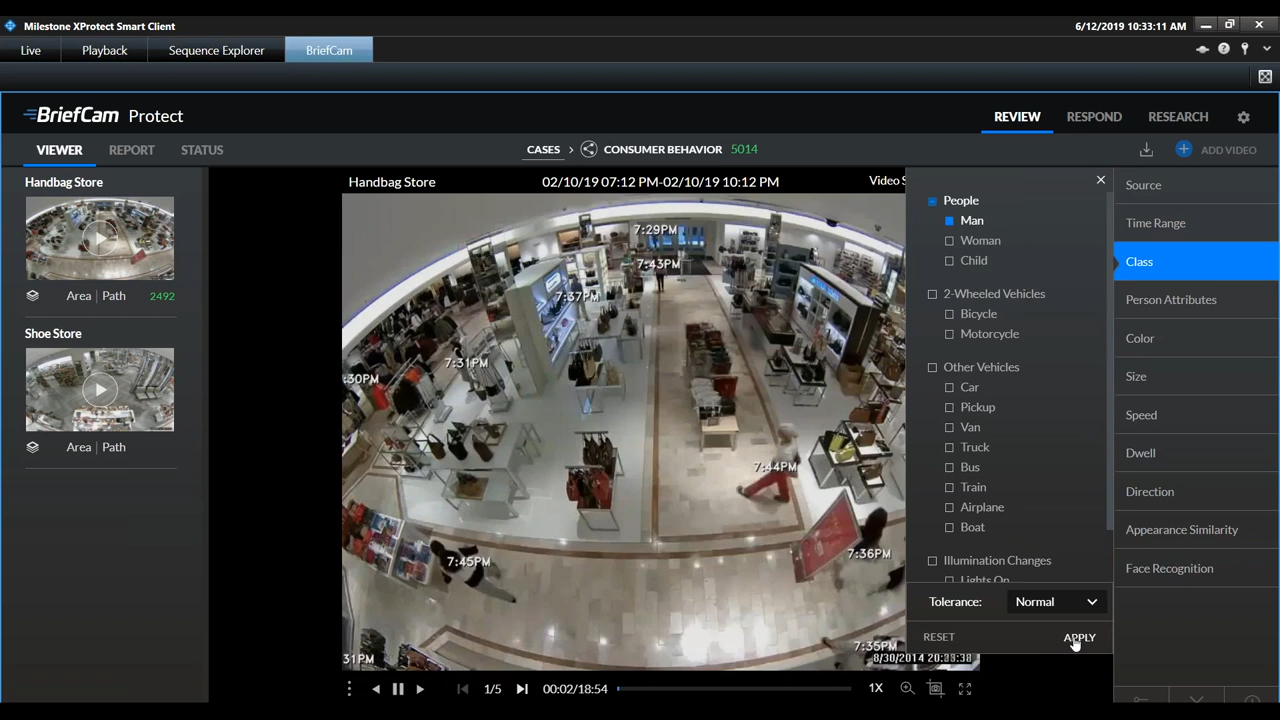 Milestone XProtect Smart Client
6/12/2019 10:33:11 AM
Live
Playback
Sequence Explorer
BriefCam
BriefCam Protect
REVIEW
RESPOND
RESEARCH
VIEWER
REPORT
STATUS
CASES > CONSUMER BEHAVIOR 5014
ADD VIDEO
Handbag Store
Area | Path 2492
Shoe Store
Area | Path
Handbag Store
02/10/19 07:12 PM-02/10/19 10:12 PM
Video S
7:29PM
7:43PM
7:37PM
7:31PM
:30PM
7:44PM
7:36PM
7:45PM
7:35PM
31PM
People
Man
Woman
Child
2-Wheeled Vehicles
Bicycle
Motorcycle
Other Vehicles
Car
Pickup
Van
Truck
Bus
Train
Airplane
Boat
Illumination Changes
Lights On
Tolerance: Normal
RESET
APPLY
Source
Time Range
Class
Person Attributes
Color
Size
Speed
Dwell
Direction
Appearance Similarity
Face Recognition
1/5
00:02/18:54
1X